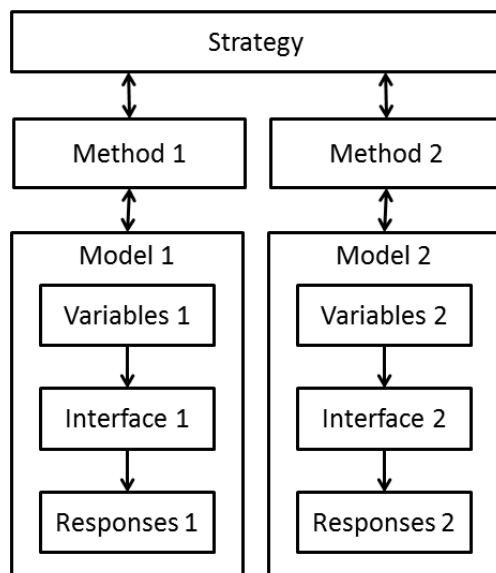 Strategy
Method 1
Method 2
Model 1
Variables 1
Interface 1
Responses 1
Model 2
Variables 2
Interface 2
Responses 2